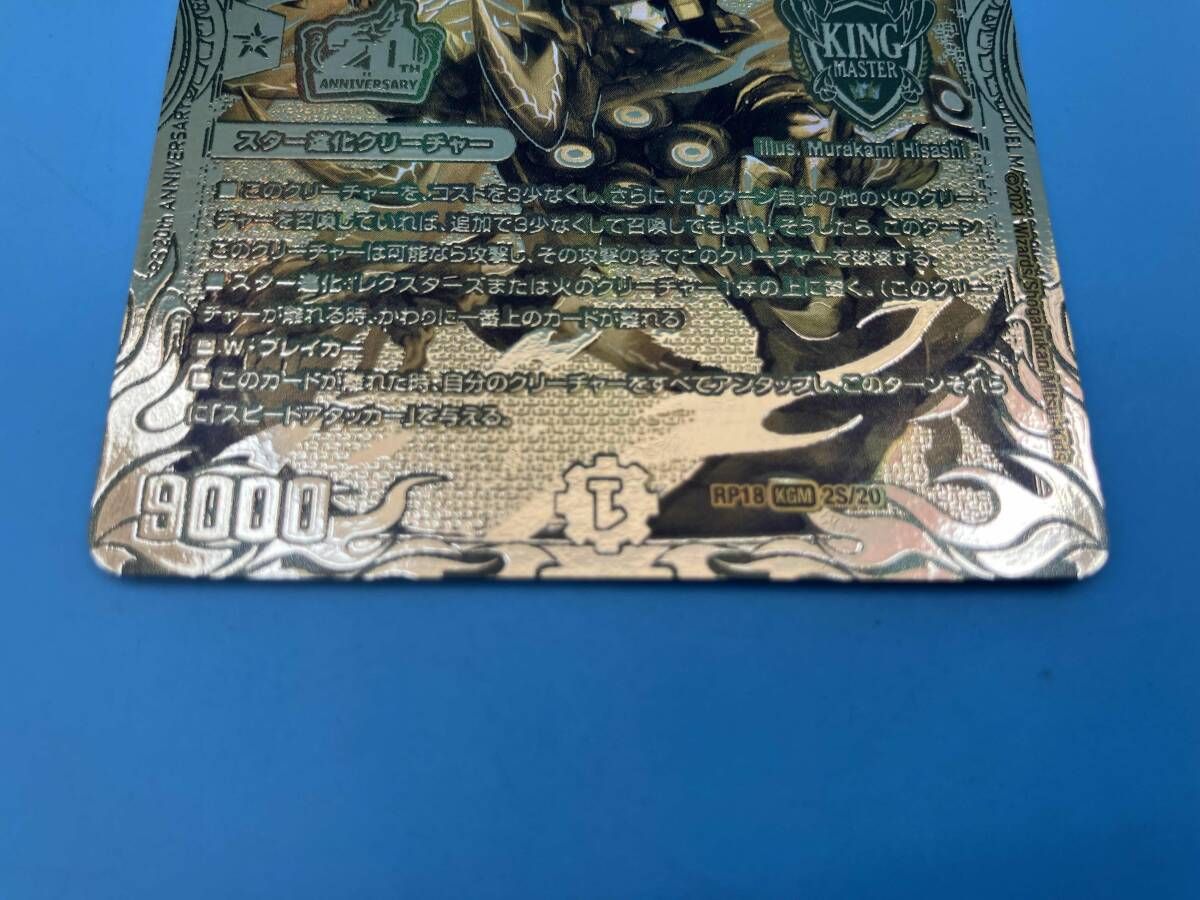 20TH
ANNIVERSARY
KING
MASTER
スター進化クリーチャー
Illus. Murakami Hisashi
■このクリーチャーを、コストを3少なくし、さらに、このターン自分の他の火のクリー
チャーを召喚していれば、追加で3少なくして召喚してもよい。そうしたら、このターン
このクリーチャーは可能なら攻撃し、その攻撃の後でこのクリーチャーを破壊する。
■スター進化:レクスターズまたは火のクリーチャー1体の上に置く。(このクリー
チャーが離れる時、かわりに一番上のカードが離れる)
■W・ブレイカー
■このカードが離れた時、自分のクリーチャーをすべてアンタップし、このターンそれら
に「スピードアタッカー」を与える。
9000
1
RP18 KGM 2S/20
20th ANNIVERSARY
©2021 Wizards/Shogakukan/Mitsui-Kids